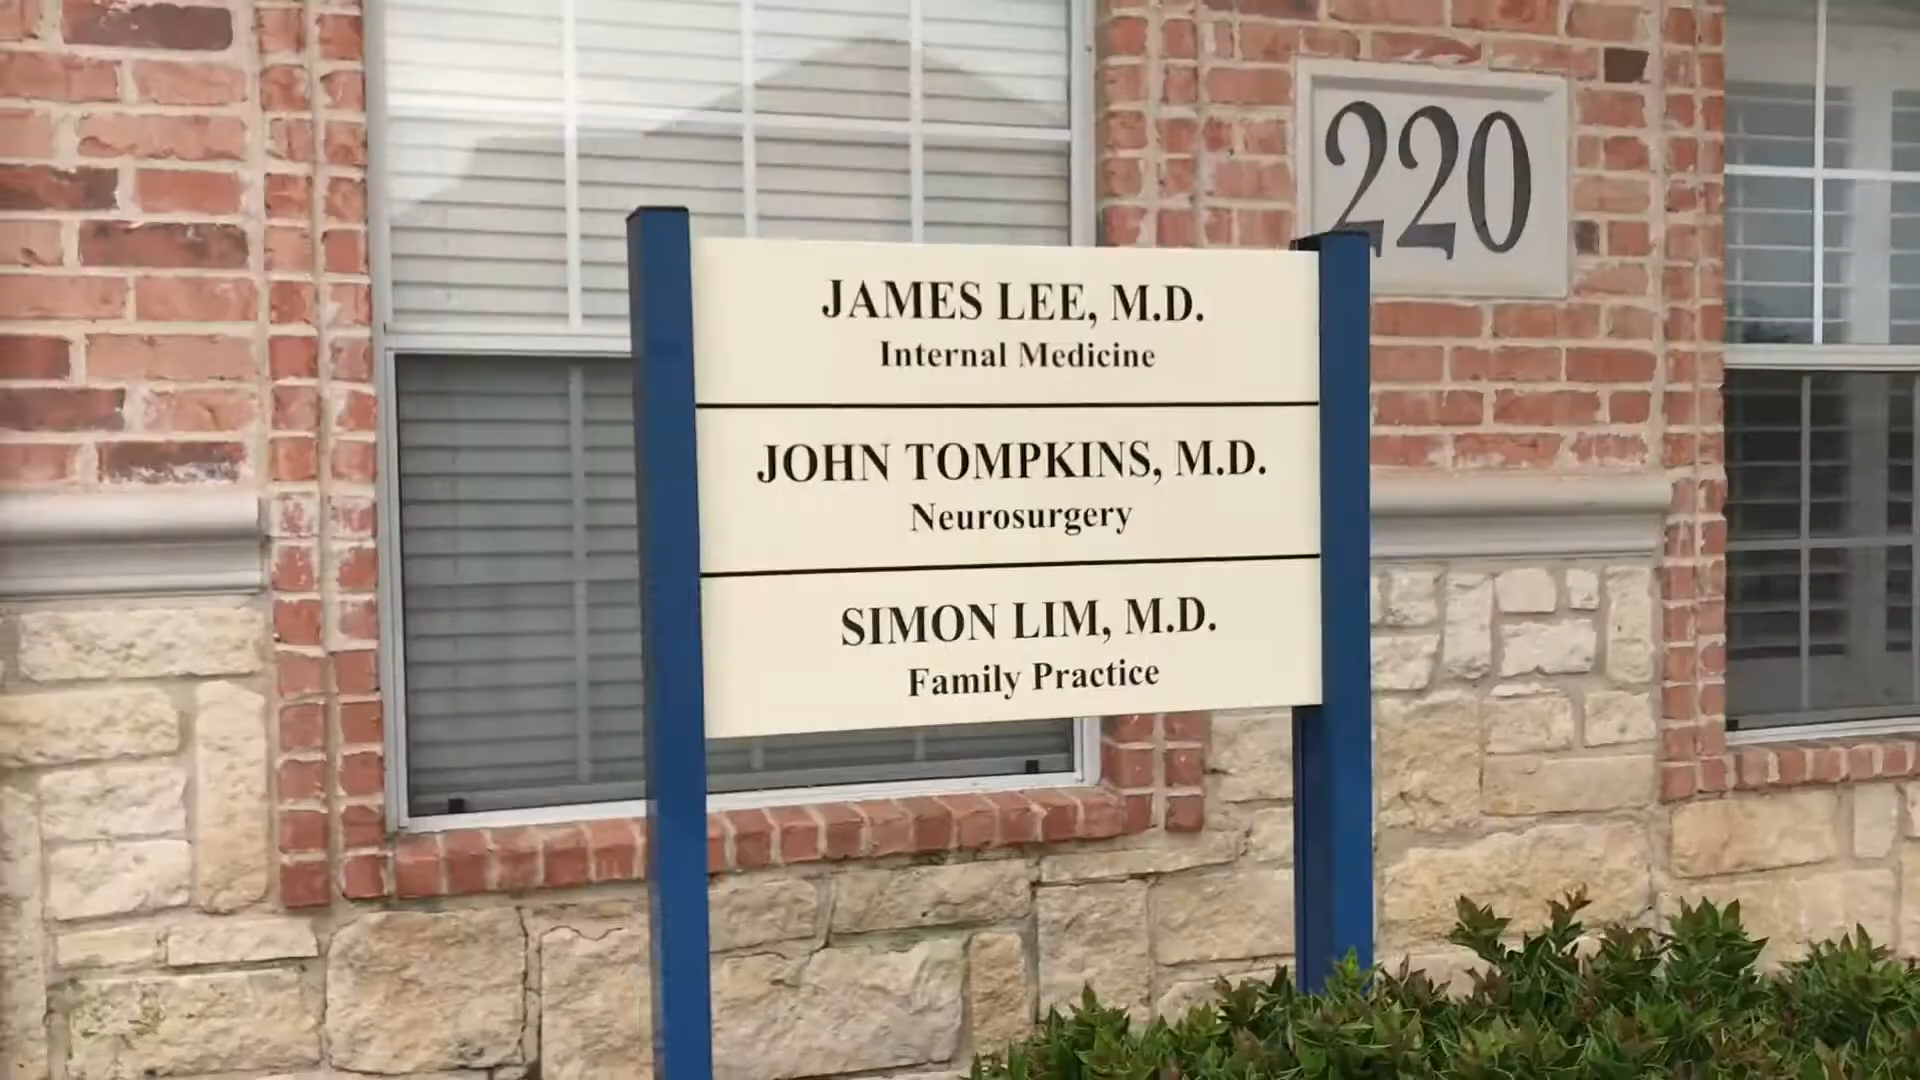 220
JAMES LEE, M.D.
Internal Medicine
JOHN TOMPKINS, M.D.
Neurosurgery
SIMON LIM, M.D.
Family Practice